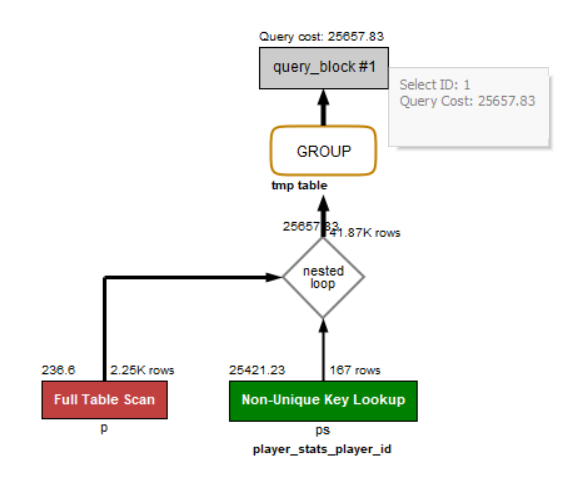 Query cost: 25657.83
query_block #1
Select ID: 1
Query Cost: 25657.83
GROUP
tmp table
25657.83
41.87K rows
nested
loop
236.6
2.25K rows
25421.23
167 rows
Full Table Scan
Non-Unique Key Lookup
p
ps
player_stats_player_id